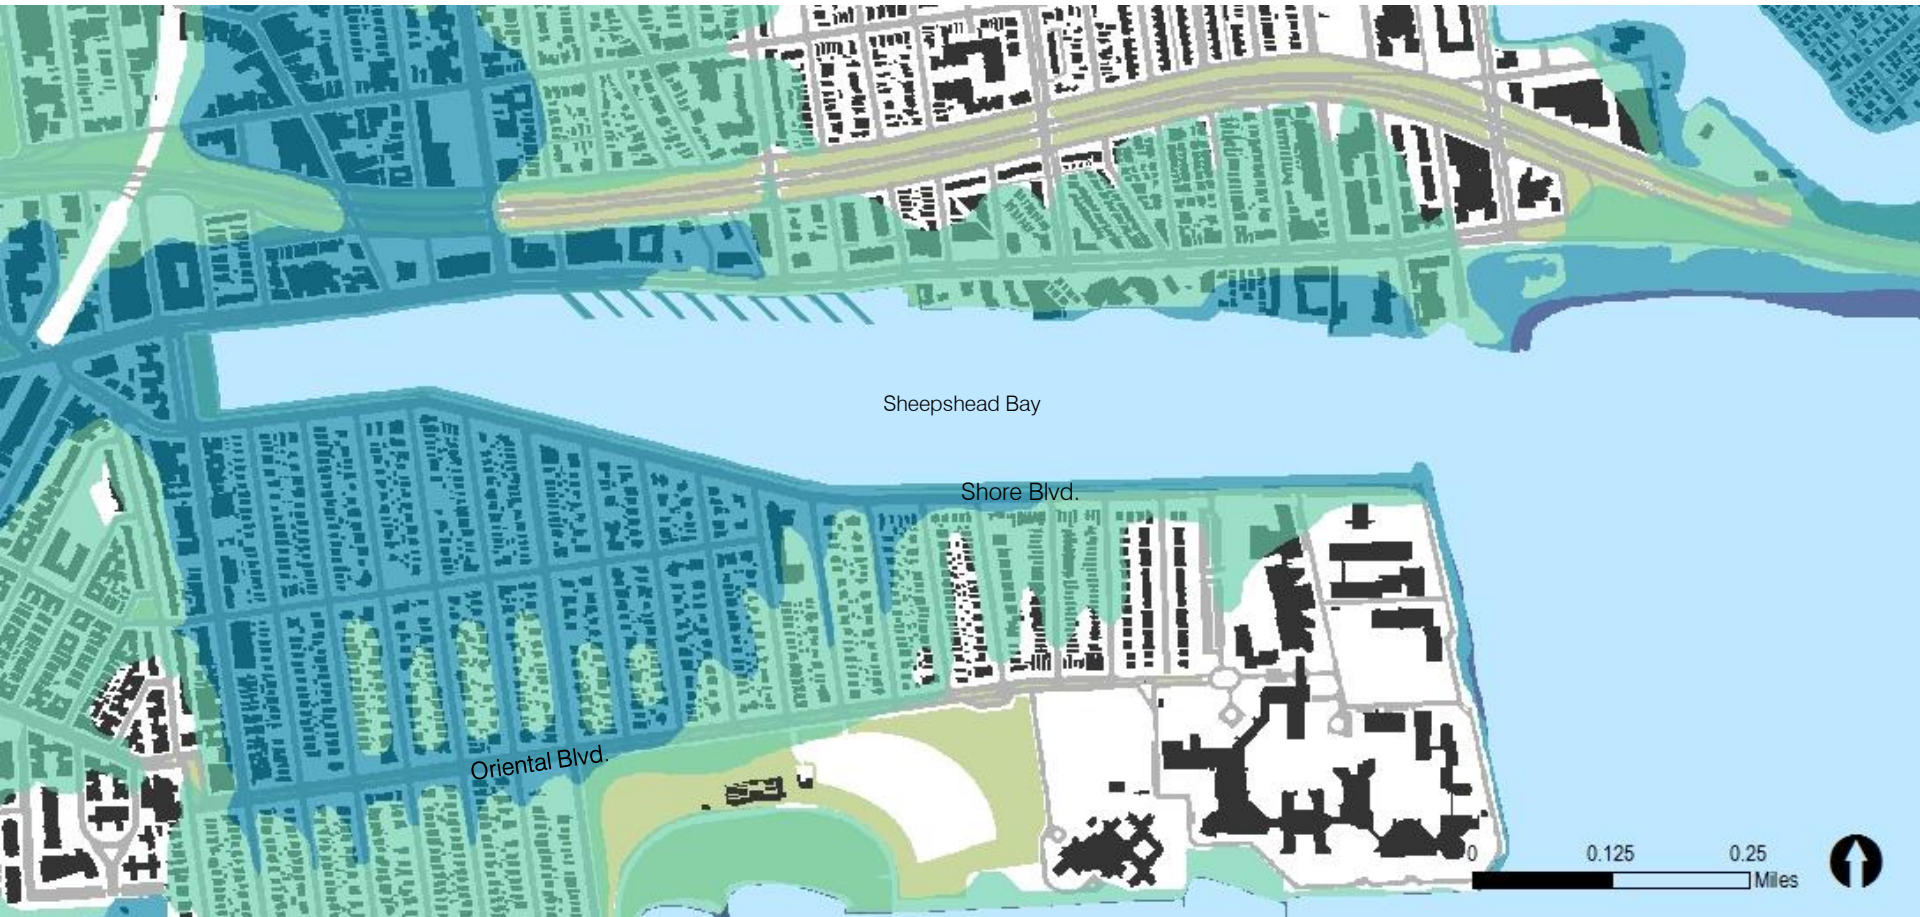 Sheepshead Bay
Shore Blvd.
Oriental Blvd.
0 0.125 0.25
Miles